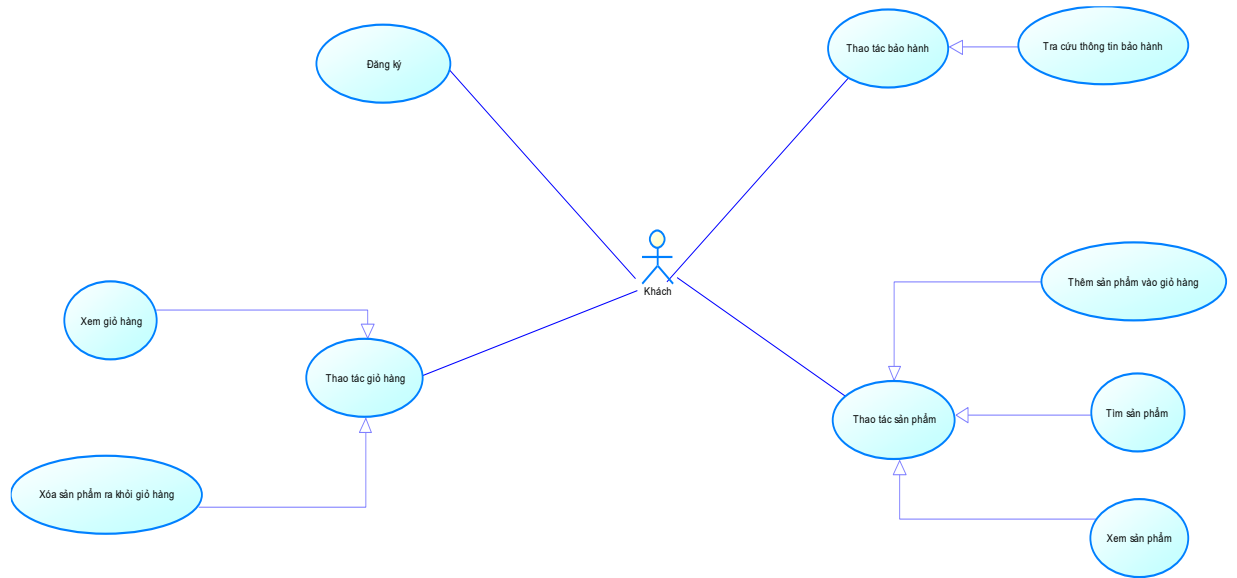 Đăng ký
Thao tác bảo hành
Tra cứu thông tin bảo hành
Khách
Thêm sản phẩm vào giỏ hàng
Xem giỏ hàng
Thao tác giỏ hàng
Thao tác sản phẩm
Tìm sản phẩm
Xóa sản phẩm ra khỏi giỏ hàng
Xem sản phẩm